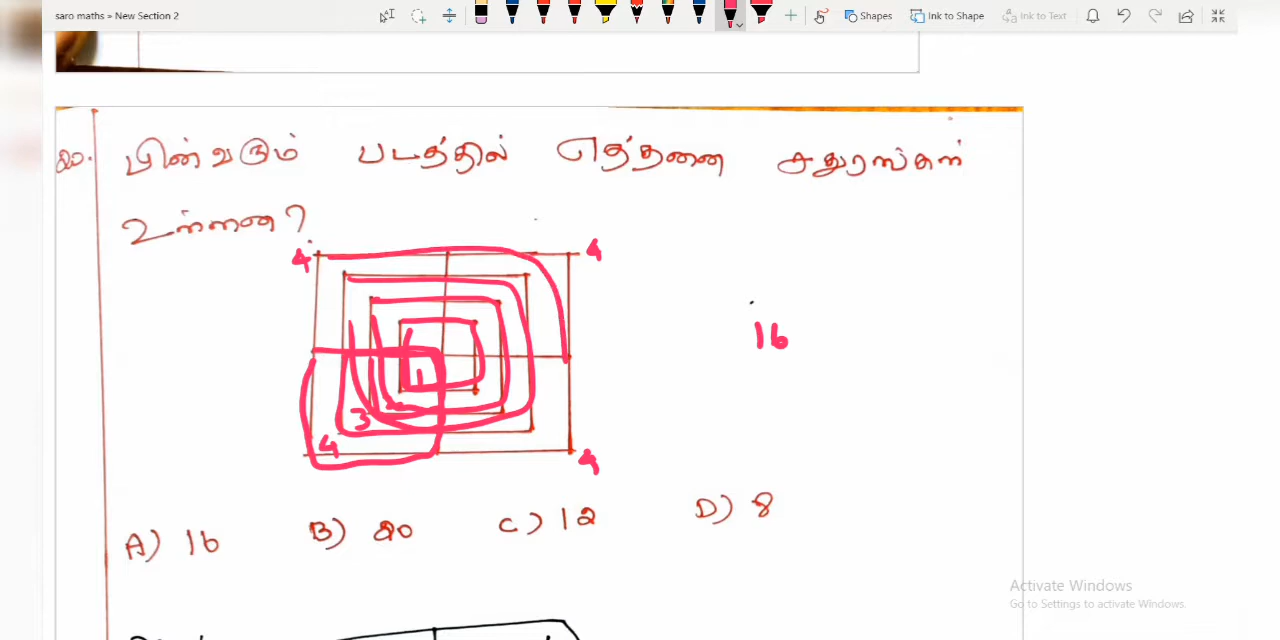 saro maths » New Section 2
Shapes
Ink to Shape
Ink to Text
20. பின்வரும் படத்தில் எத்தனை சதுரங்கள்
உள்ளன?
4 4
16
1
3
4 4
A) 16 B) 20 C) 12 D) 8
Activate Windows
Go to Settings to activate Windows.